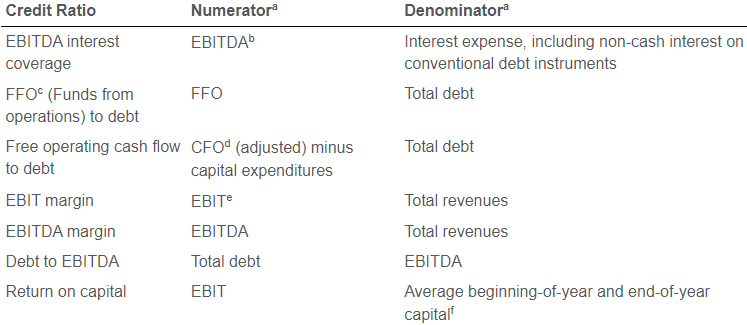 Credit Ratio Numeratorᵃ Denominatorᵃ
EBITDA interest EBITDAᵇ Interest expense, including non-cash interest on
coverage conventional debt instruments
FFOᶜ (Funds from FFO Total debt
operations) to debt
Free operating cash flow CFOᵈ (adjusted) minus Total debt
to debt capital expenditures
EBIT margin EBITᵉ Total revenues
EBITDA margin EBITDA Total revenues
Debt to EBITDA Total debt EBITDA
Return on capital EBIT Average beginning-of-year and end-of-year
capitalᶠ